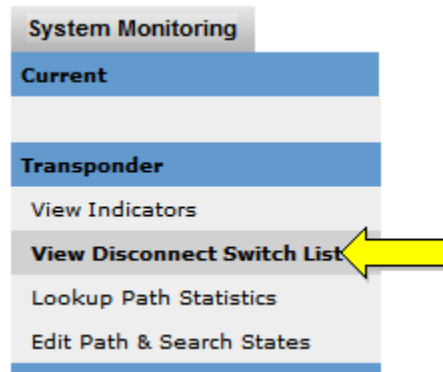 System Monitoring
Current
Transponder
View Indicators
View Disconnect Switch List
Lookup Path Statistics
Edit Path & Search States